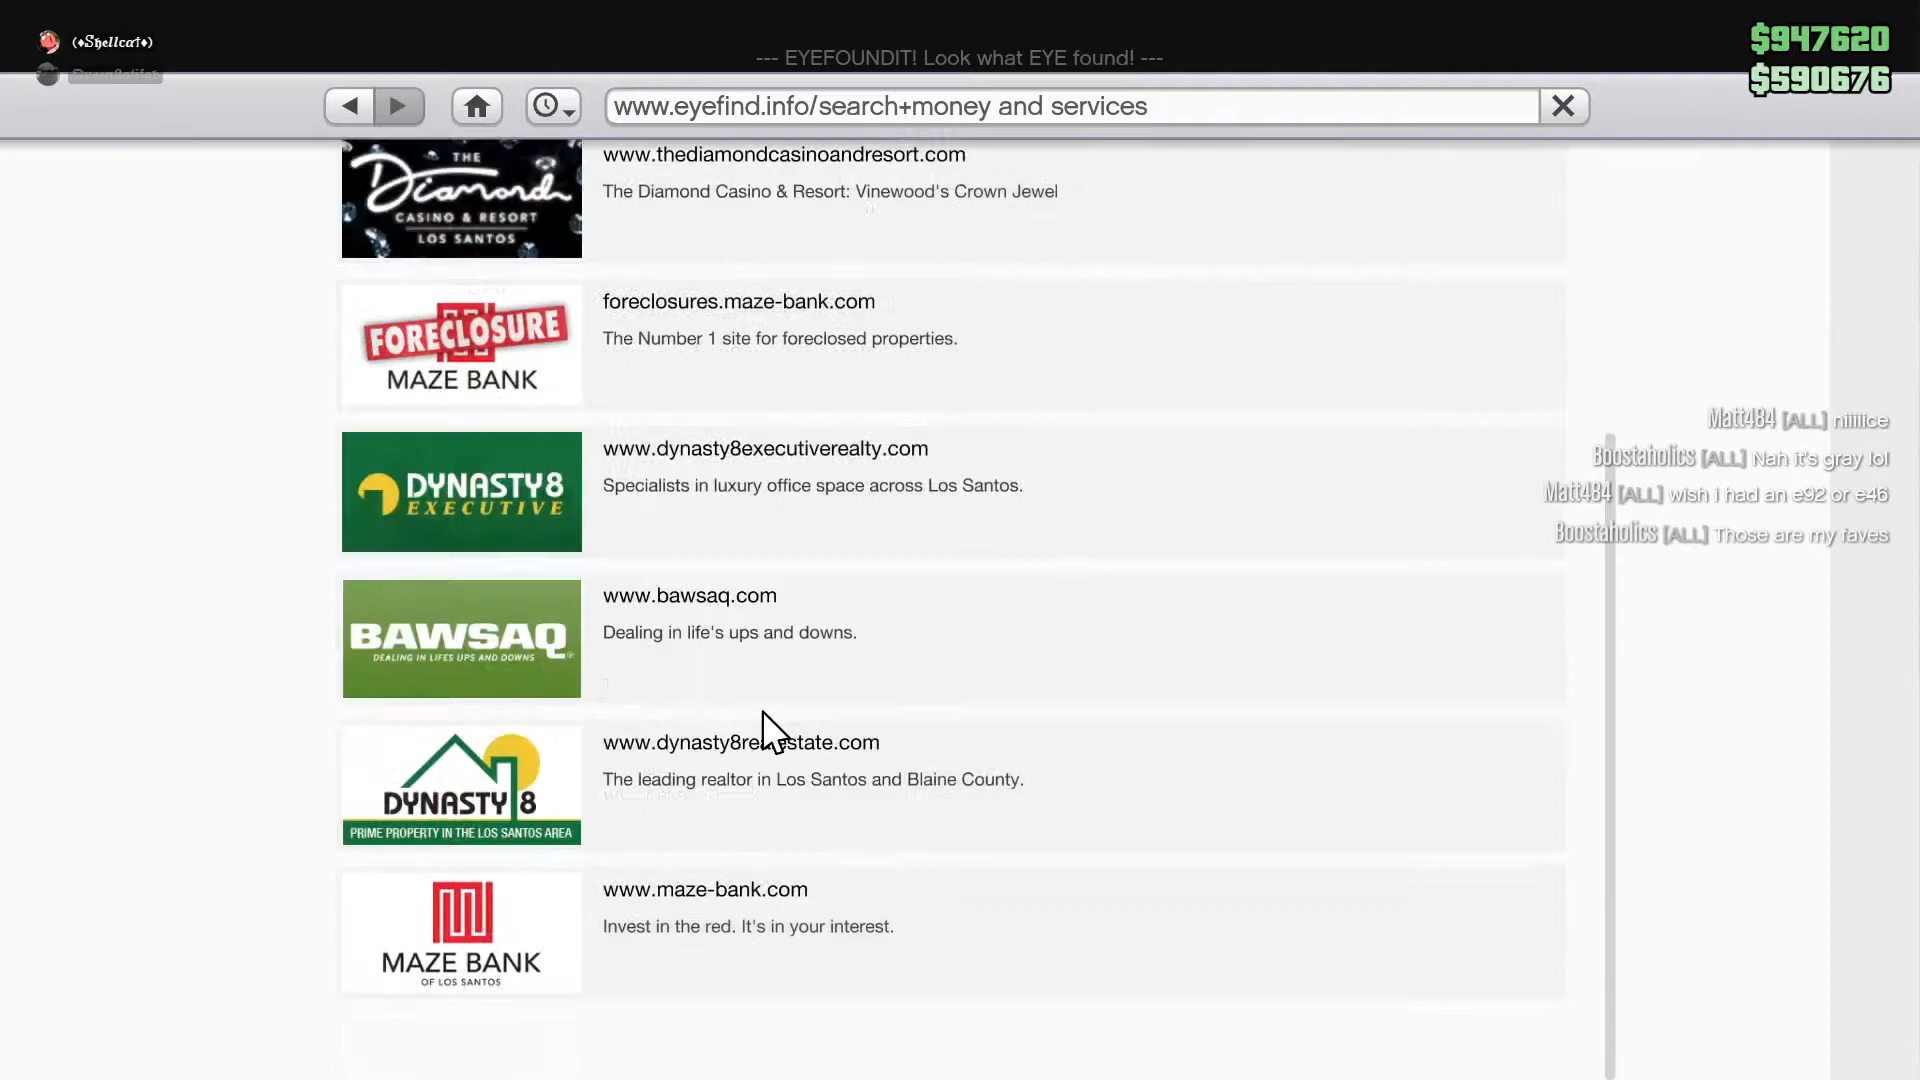 (♦Shellcat♦)
--- EYEFOUNDIT! Look what EYE found! ---
$947620
$590676
www.eyefind.info/search+money and services
THE
Diamond
CASINO & RESORT
LOS SANTOS
www.thediamondcasinoandresort.com
The Diamond Casino & Resort: Vinewood's Crown Jewel
FORECLOSURE
MAZE BANK
foreclosures.maze-bank.com
The Number 1 site for foreclosed properties.
DYNASTY8
EXECUTIVE
www.dynasty8executiverealty.com
Specialists in luxury office space across Los Santos.
BAWSAQ
DEALING IN LIFES UPS AND DOWNS
www.bawsaq.com
Dealing in life's ups and downs.
DYNASTY 8
PRIME PROPERTY IN THE LOS SANTOS AREA
www.dynasty8realestate.com
The leading realtor in Los Santos and Blaine County.
MAZE BANK
OF LOS SANTOS
www.maze-bank.com
Invest in the red. It's in your interest.
Matt484 [ALL] niiiiice
Boostaholics [ALL] Nah it's gray lol
Matt484 [ALL] wish I had an e92 or e46
Boostaholics [ALL] Those are my faves